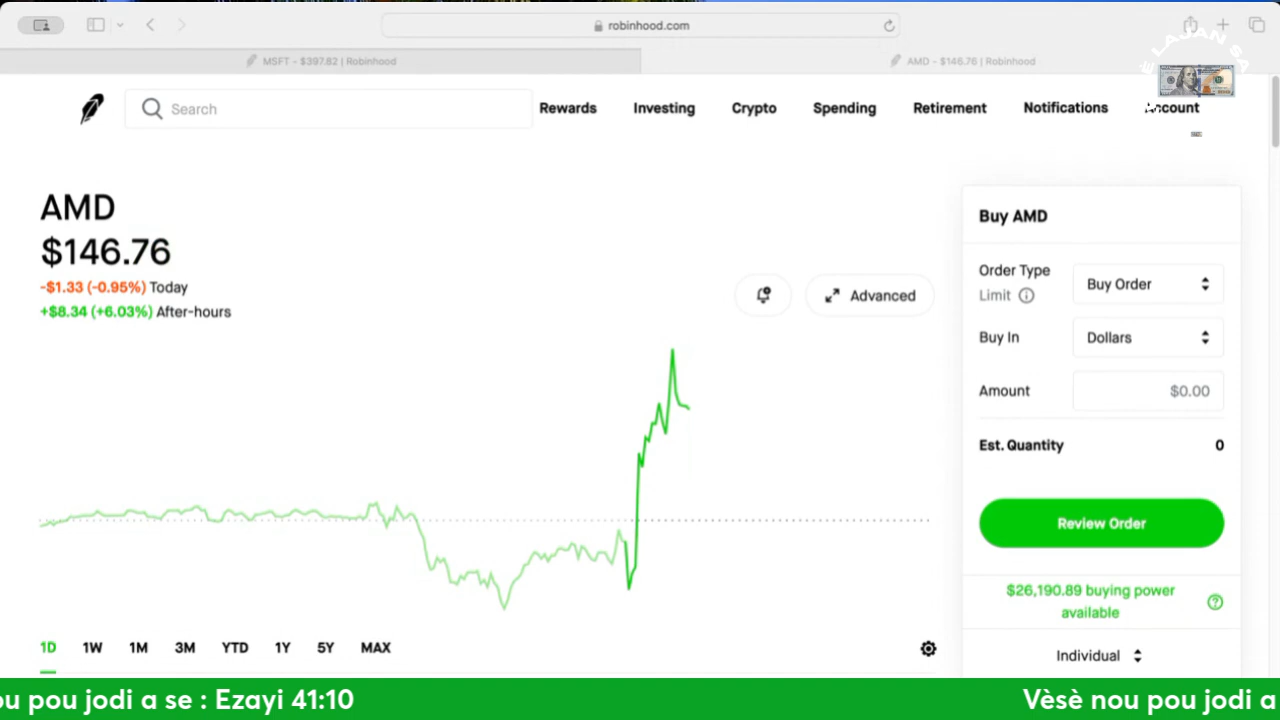 robinhood.com
MSFT - $397.82 | Robinhood
AMD - $146.76 | Robinhood
LAJAN SA
Search
Rewards
Investing
Crypto
Spending
Retirement
Notifications
Account
AMD
$146.76
-$1.33 (-0.95%) Today
+$8.34 (+6.03%) After-hours
Advanced
Buy AMD
Order Type
Limit
Buy Order
Buy In
Dollars
Amount
$0.00
Est. Quantity
0
Review Order
$26,190.89 buying power
available
Individual
1D
1W
1M
3M
YTD
1Y
5Y
MAX
ou pou jodi a se : Ezayi 41:10
Vèsè nou pou jodi a